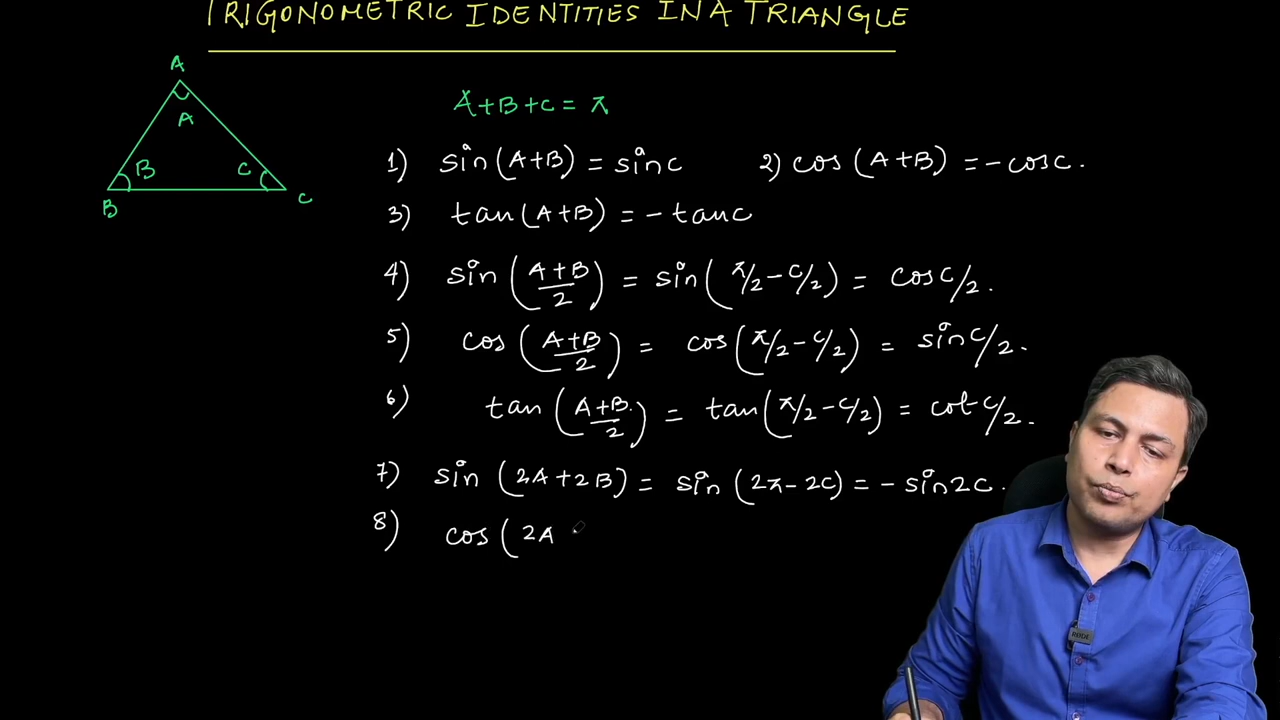 TRIGONOMETRIC IDENTITIES IN A TRIANGLE
A
A
B
C
B
C
A+B+C = π
1) sin(A+B) = sinC 2) cos(A+B) = -cosC.
3) tan(A+B) = - tanC
4) sin((A+B)/2) = sin(π/2 - C/2) = cosC/2.
5) cos((A+B)/2) = cos(π/2 - C/2) = sinC/2.
6) tan((A+B)/2) = tan(π/2 - C/2) = cot C/2.
7) sin(2A+2B) = sin(2π-2C) = - sin2C.
8) cos(2A
RODE